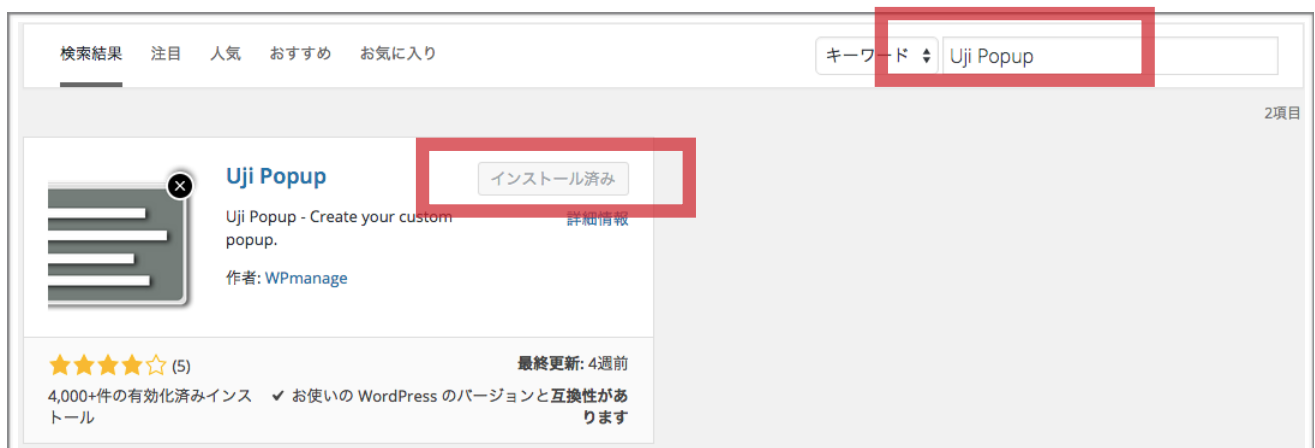 検索結果 注目 人気 おすすめ お気に入り キーワード Uji Popup
2項目
Uji Popup インストール済み
Uji Popup - Create your custom 詳細情報
popup.
作者: WPmanage
(5) 最終更新: 4週前
4,000+件の有効化済みインス ✔ お使いの WordPress のバージョンと互換性があ
トール ります